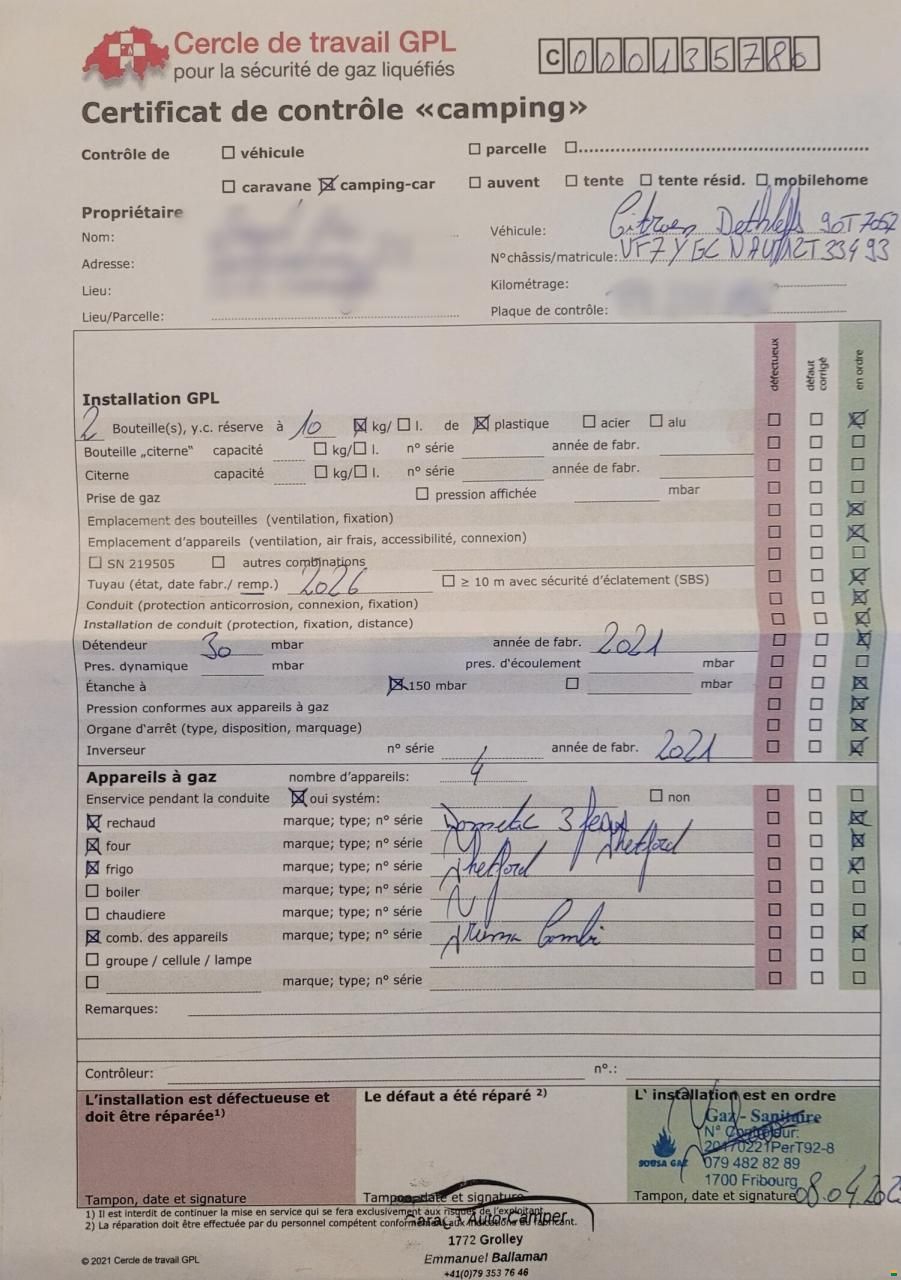 Cercle de travail GPL
pour la sécurité de gaz liquéfiés
C 000135786
Certificat de contrôle «camping»
Contrôle de ☐ véhicule ☐ parcelle ☐
☐ caravane ☒ camping-car ☐ auvent ☐ tente ☐ tente résid. ☐ mobilehome
Propriétaire
Nom:
Véhicule: Citroen Dethleffs 90T 7052
Adresse:
N° châssis/matricule:
Lieu:
Kilométrage:
Lieu/Parcelle:
Plaque de contrôle:
défectueux
défaut corrigé
en ordre
Installation GPL
2 Bouteille(s), y.c. réserve à 10 ☒ kg/ ☐ l. de ☒ plastique ☐ acier ☐ alu
Bouteille „citerne" capacité ☐ kg/☐ l. n° série année de fabr.
Citerne capacité ☐ kg/☐ l. n° série année de fabr.
Prise de gaz ☐ pression affichée mbar
Emplacement des bouteilles (ventilation, fixation)
Emplacement d'appareils (ventilation, air frais, accessibilité, connexion)
☐ SN 219505 ☐ autres combinations
Tuyau (état, date fabr./ remp.) 2026 ☐ ≥ 10 m avec sécurité d'éclatement (SBS)
Conduit (protection anticorrosion, connexion, fixation)
Installation de conduit (protection, fixation, distance)
Détendeur 30 mbar année de fabr. 2021
Pres. dynamique mbar pres. d'écoulement mbar
Étanche à ☒ 150 mbar ☐ mbar
Pression conformes aux appareils à gaz
Organe d'arrêt (type, disposition, marquage)
Inverseur n° série / année de fabr. 2021
Appareils à gaz nombre d'appareils: 4
Enservice pendant la conduite ☒ oui systém: ☐ non
☒ rechaud marque; type; n° série Dometic 3 feux
☒ four marque; type; n° série Thetford
☒ frigo marque; type; n° série Thetford
☐ boiler marque; type; n° série
☐ chaudiere marque; type; n° série
☒ comb. des appareils marque; type; n° série Truma Combi
☐ groupe / cellule / lampe
☐ marque; type; n° série
Remarques:
Contrôleur: n°.:
L'installation est défectueuse et
doit être réparée¹⁾
Le défaut a été réparé ²⁾
L' installation est en ordre
Gaz - Sanitaire
N° Contrôleur:
20170221PerT92-8
SOUSA GAZ
079 482 82 89
1700 Fribourg
Tampon, date et signature
Tampon, date et signature
Tampon, date et signature 08.04.202
1) Il est interdit de continuer la mise en service qui se fera exclusivement aux risques de l'exploitant.
2) La réparation doit être effectuée par du personnel compétent conformément aux indications du fabricant.
Garage Auto-Camper
1772 Grolley
Emmanuel Ballaman
+41(0)79 353 76 46
© 2021 Cercle de travail GPL